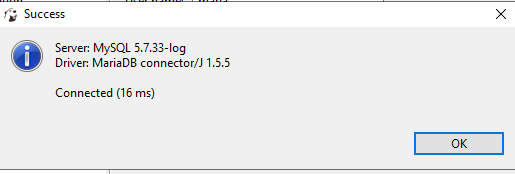 Success
Server: MySQL 5.7.33-log
Driver: MariaDB connector/J 1.5.5
Connected (16 ms)
OK